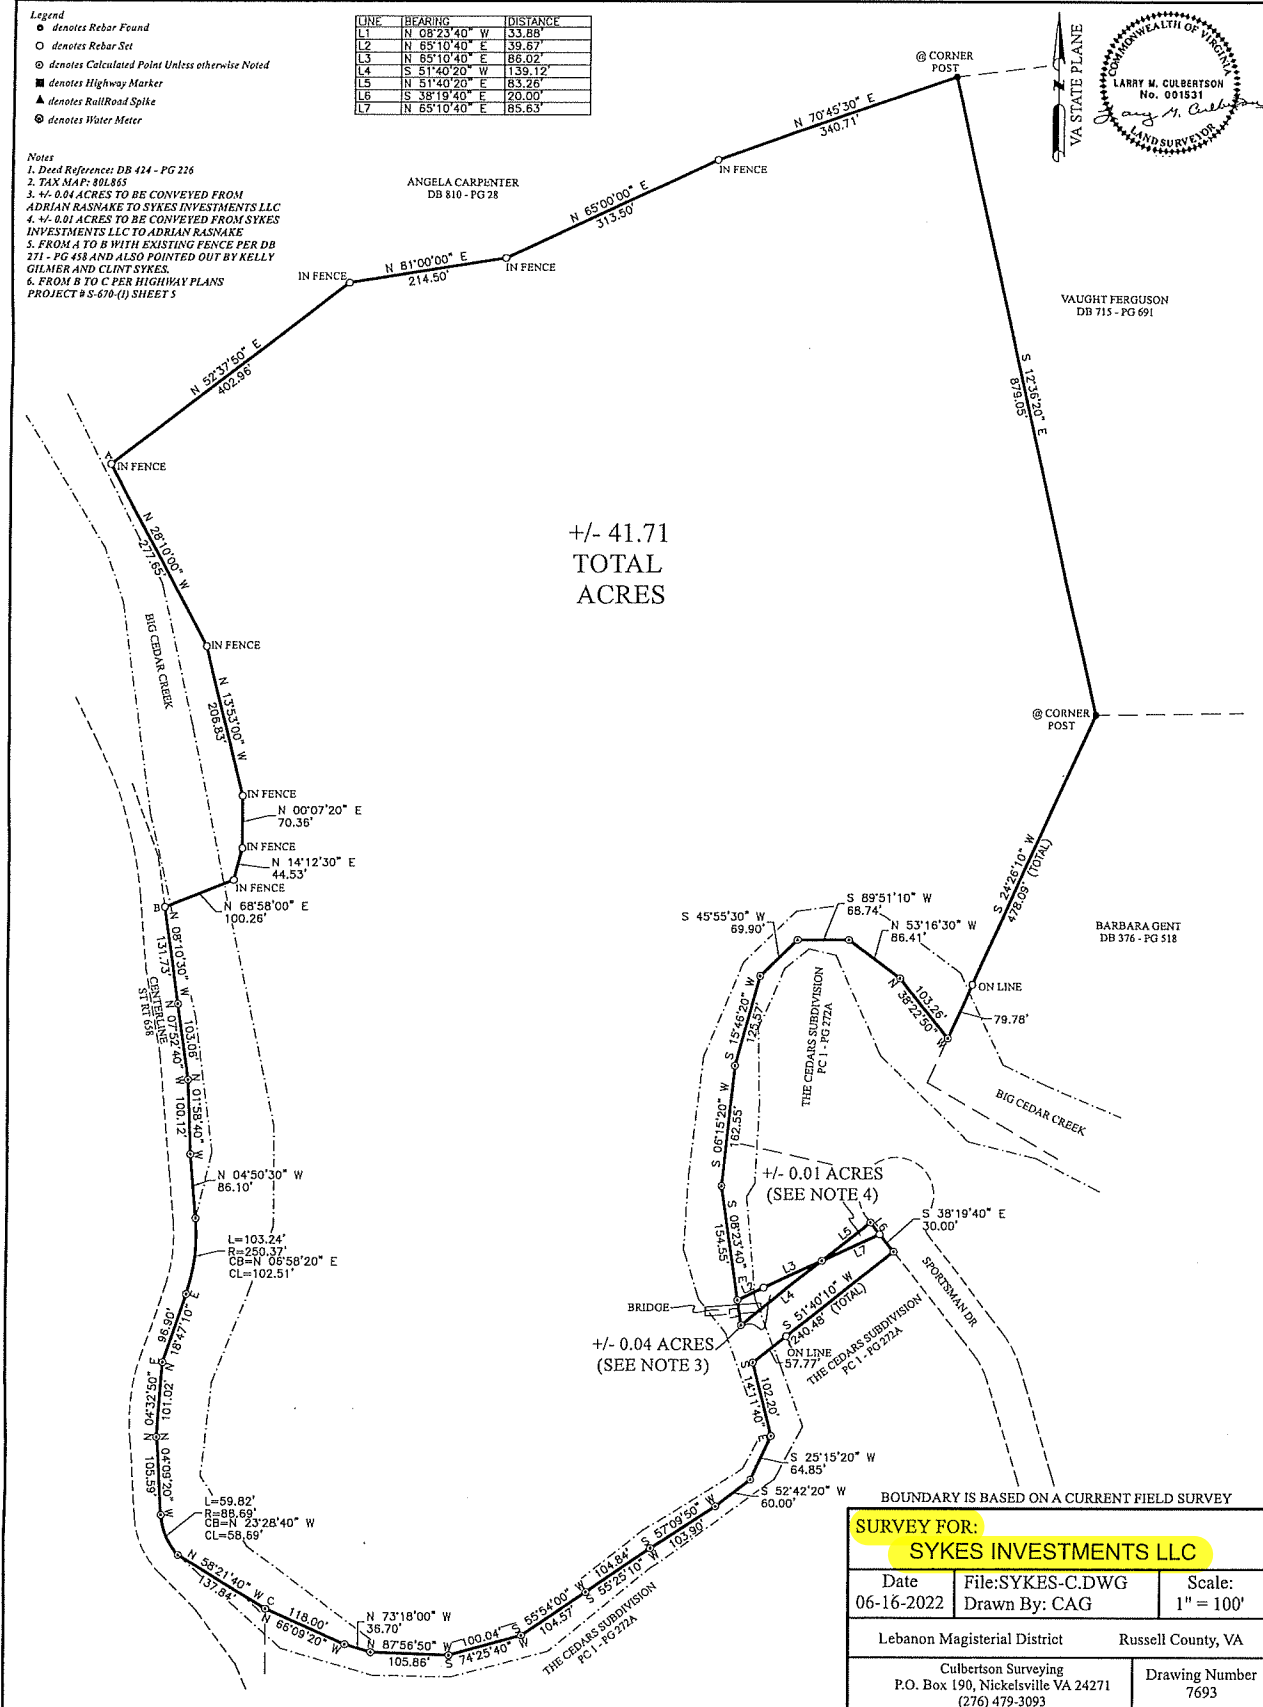 Legend
denotes Rebar Found
denotes Rebar Set
denotes Calculated Point Unless otherwise Noted
denotes Highway Marker
denotes RailRoad Spike
denotes Water Meter
LINE BEARING DISTANCE
L1 N 08°23'40" W 33.88'
L2 N 65°10'40" E 39.67'
L3 N 65°10'40" E 86.02'
L4 S 51°40'20" W 139.12'
L5 N 51°40'20" E 83.26'
L6 S 38°19'40" E 20.00'
L7 N 65°10'40" E 85.63'
Notes
1. Deed Reference: DB 424 - PG 226
2. TAX MAP: 80L865
3. +/- 0.04 ACRES TO BE CONVEYED FROM
ADRIAN RASNAKE TO SYKES INVESTMENTS LLC
4. +/- 0.01 ACRES TO BE CONVEYED FROM SYKES
INVESTMENTS LLC TO ADRIAN RASNAKE
5. FROM A TO B WITH EXISTING FENCE PER DB
271 - PG 458 AND ALSO POINTED OUT BY KELLY
GILMER AND CLINT SYKES.
6. FROM B TO C PER HIGHWAY PLANS
PROJECT # S-670-(1) SHEET 5
VA STATE PLANE
N
COMMONWEALTH OF VIRGINIA
LARRY M. CULBERTSON
No. 001531
Larry M. Culbertson
LAND SURVEYOR
@ CORNER
POST
N 70°45'30" E
340.71'
IN FENCE
ANGELA CARPENTER
DB 810 - PG 28
N 65°00'00" E
313.50'
IN FENCE
N 81°00'00" E
214.50'
IN FENCE
N 52°37'50" E
402.96'
A
IN FENCE
VAUGHT FERGUSON
DB 715 - PG 691
S 12°36'20" E
879.05'
+/- 41.71
TOTAL
ACRES
N 28°10'00" W
277.65'
BIG CEDAR CREEK
IN FENCE
N 13°53'00" W
206.83'
IN FENCE
N 00°07'20" E
70.36'
IN FENCE
N 14°12'30" E
44.53'
IN FENCE
N 68°58'00" E
100.26'
B
@ CORNER
POST
S 24°26'10" W
478.09' (TOTAL)
BARBARA GENT
DB 376 - PG 518
ON LINE
79.78'
S 89°51'10" W
68.74'
S 45°55'30" W
69.90'
N 53°16'30" W
86.41'
103.26'
N 38°22'50" W
N 08°10'30" W
131.73'
CENTERLINE
ST RT 658
103.06'
N 07°52'40" W
N 01°58'40" W
100.12'
N 04°50'30" W
86.10'
L=103.24'
R=250.37'
CB=N 06°58'20" E
CL=102.51'
96.90'
N 18°47'10" E
N 04°32'50" E
101.02'
N 04°09'20" W
105.59'
L=59.82'
R=88.69'
CB=N 23°28'40" W
CL=58.69'
N 58°21'40" W
137.84'
C
118.00'
N 66°09'20" W
N 73°18'00" W
36.70'
N 87°56'50" W
105.86'
100.04'
S 74°25'40" W
S 55°54'00" W
104.57'
104.84'
S 55°25'10" W
S 57°09'50" W
103.90'
S 52°42'20" W
60.00'
S 25°15'20" W
64.85'
102.20'
S 14°11'40" E
THE CEDARS SUBDIVISION
PC 1 - PG 272A
S 15°46'20" W
125.57'
THE CEDARS SUBDIVISION
PC 1 - PG 272A
BIG CEDAR CREEK
S 06°15'20" W
162.55'
S 08°23'40" E
154.55'
+/- 0.01 ACRES
(SEE NOTE 4)
S 38°19'40" E
30.00'
L5
L6
L7
L3
L2
L4
BRIDGE
+/- 0.04 ACRES
(SEE NOTE 3)
S 51°40'10" W
240.48' (TOTAL)
ON LINE
57.77'
SPORTSMAN DR
THE CEDARS SUBDIVISION
PC 1 - PG 272A
BOUNDARY IS BASED ON A CURRENT FIELD SURVEY
SURVEY FOR:
SYKES INVESTMENTS LLC
Date
06-16-2022
File:SYKES-C.DWG
Drawn By: CAG
Scale:
1" = 100'
Lebanon Magisterial District Russell County, VA
Culbertson Surveying
P.O. Box 190, Nickelsville VA 24271
(276) 479-3093
Drawing Number
7693